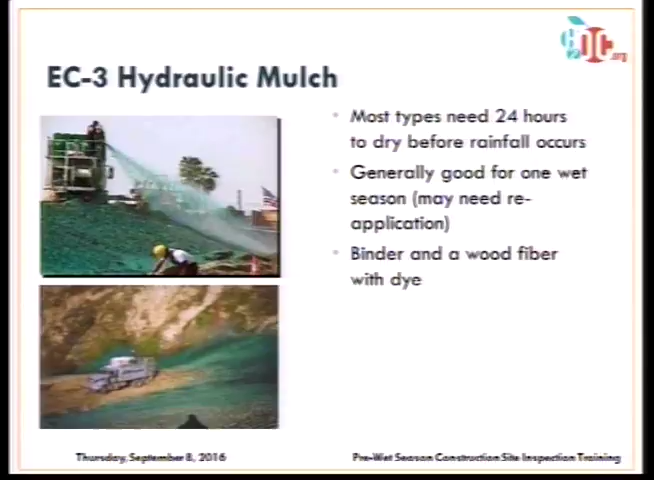 EC-3 Hydraulic Mulch
Most types need 24 hours
to dry before rainfall occurs
Generally good for one wet
season (may need re-
application)
Binder and a wood fiber
with dye
Thursday, September 8, 2016
Pre-Wet Season Construction Site Inspection Training